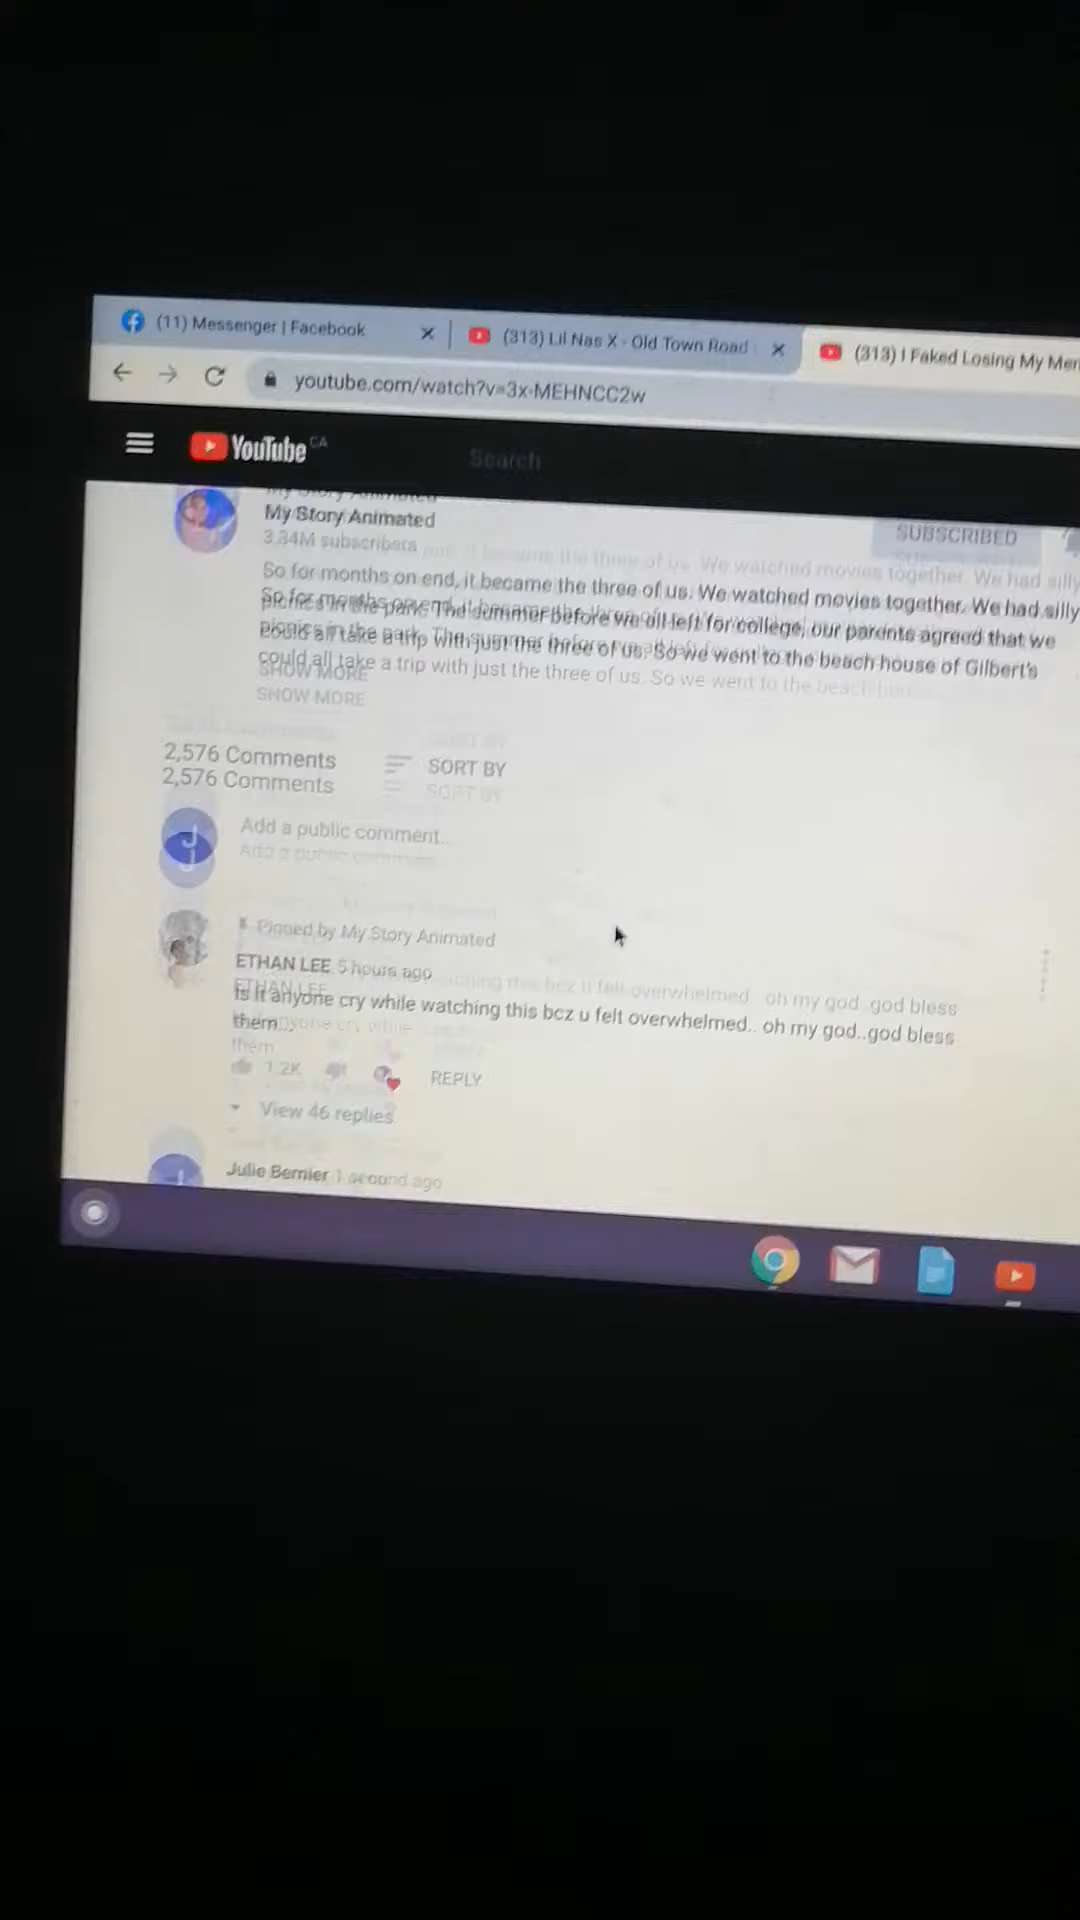 (11) Messenger | Facebook
(313) Lil Nas X - Old Town Road
(313) I Faked Losing My Mem
youtube.com/watch?v=3x-MEHNCC2w
YouTube CA
Search
My Story Animated
3.34M subscribers
SUBSCRIBED
So for months on end, it became the three of us. We watched movies together. We had silly
picnics in the park. The summer before we all left for college, our parents agreed that we
could all take a trip with just the three of us. So we went to the beach house of Gilbert's
SHOW MORE
2,576 Comments
SORT BY
Add a public comment...
Pinned by My Story Animated
ETHAN LEE 5 hours ago
Is it anyone cry while watching this bcz u felt overwhelmed.. oh my god..god bless
them
1.2K
REPLY
View 46 replies
Julie Bernier 1 second ago